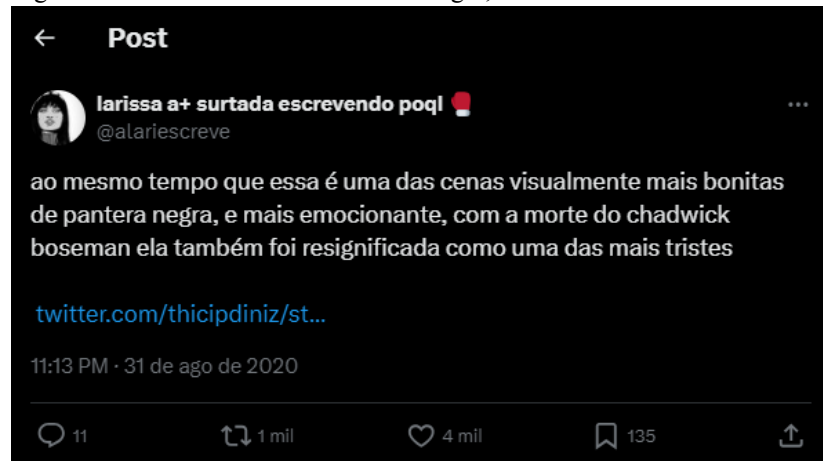 Post
larissa a+ surtada escrevendo poql 🥊
@alariescreve
ao mesmo tempo que essa é uma das cenas visualmente mais bonitas
de pantera negra, e mais emocionante, com a morte do chadwick
boseman ela também foi resignificada como uma das mais tristes
twitter.com/thicipdiniz/st...
11:13 PM · 31 de ago de 2020
11 1 mil 4 mil 135